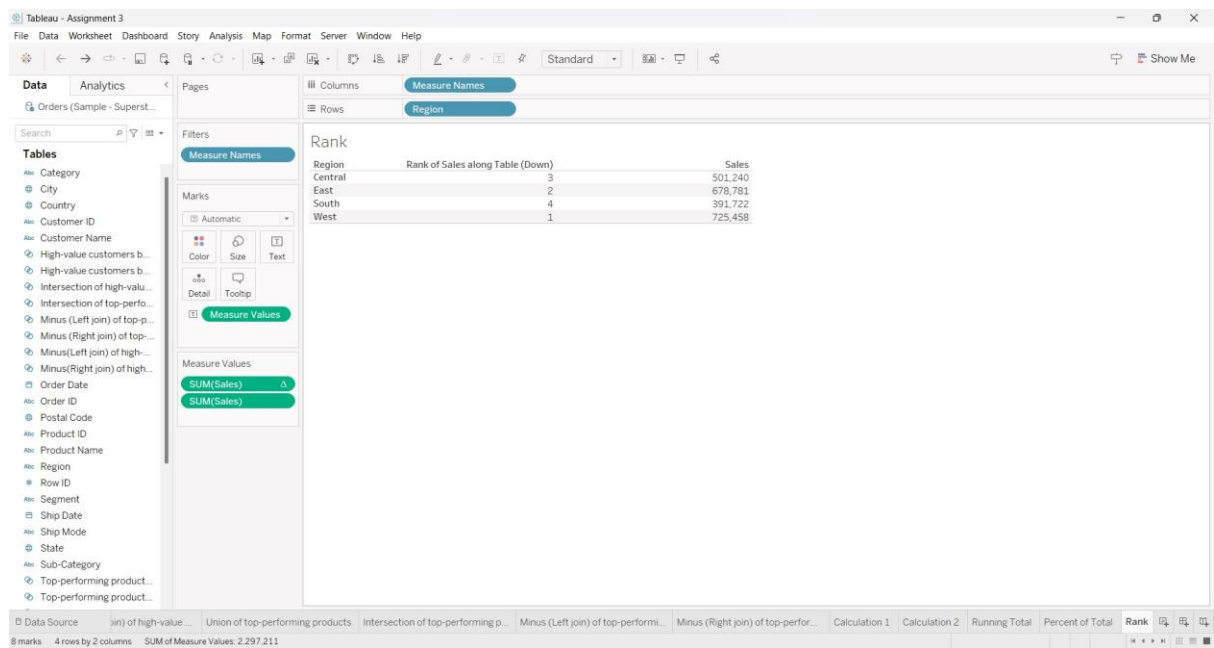 Tableau - Assignment 3
File Data Worksheet Dashboard Story Analysis Map Format Server Window Help
Standard
Show Me
Data Analytics
Orders (Sample - Superst...
Search
Tables
Abc Category
City
Country
Abc Customer ID
Abc Customer Name
High-value customers b...
High-value customers b...
Intersection of high-valu...
Intersection of top-perfo...
Minus (Left join) of top-p...
Minus (Right join) of top-...
Minus(Left join) of high-...
Minus(Right join) of high...
Order Date
Abc Order ID
Postal Code
Abc Product ID
Abc Product Name
Abc Region
Row ID
Abc Segment
Ship Date
Abc Ship Mode
State
Abc Sub-Category
Top-performing product...
Top-performing product...
Pages
Filters
Measure Names
Marks
Automatic
Color Size Text
Detail Tooltip
Measure Values
Measure Values
SUM(Sales) Δ
SUM(Sales)
Columns Measure Names
Rows Region
Rank
Region Rank of Sales along Table (Down) Sales
Central 3 501,240
East 2 678,781
South 4 391,722
West 1 725,458
Data Source oin) of high-value ... Union of top-performing products Intersection of top-performing p... Minus (Left join) of top-performi... Minus (Right join) of top-perfor... Calculation 1 Calculation 2 Running Total Percent of Total Rank
8 marks 4 rows by 2 columns SUM of Measure Values: 2,297,211